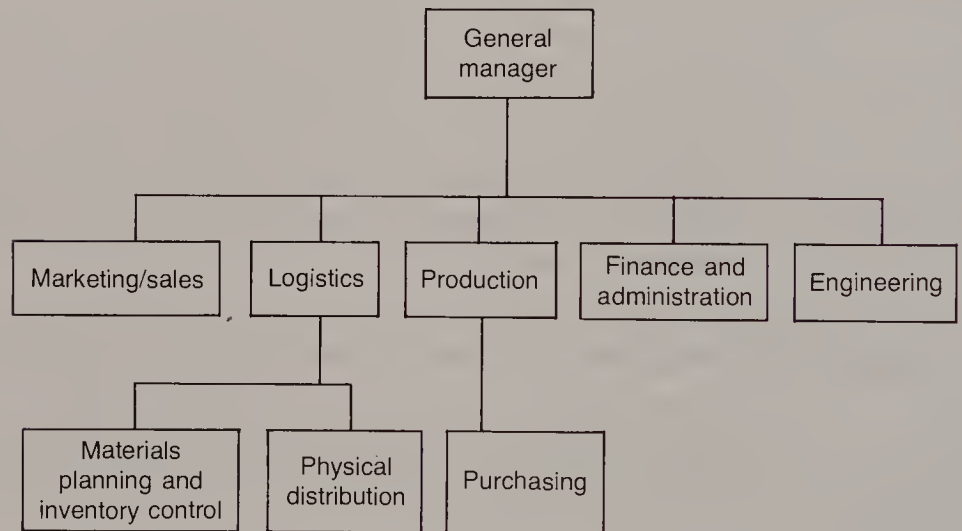 General
manager
Marketing/sales
Logistics
Production
Finance and
administration
Engineering
Materials
planning and
inventory control
Physical
distribution
Purchasing